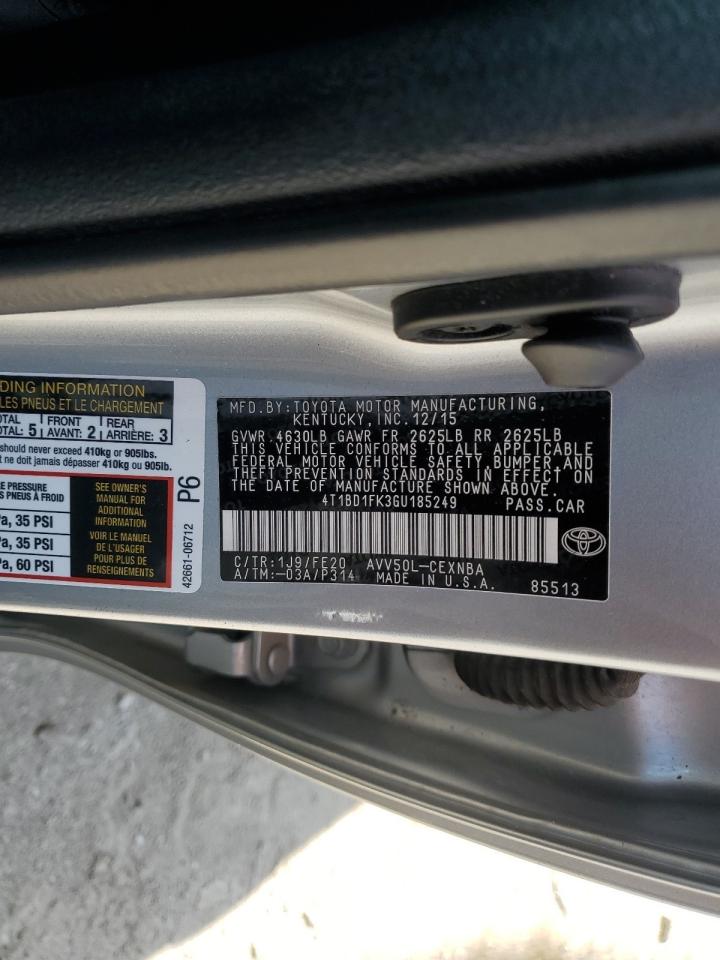 DING INFORMATION
LES PNEUS ET LE CHARGEMENT
OTAL : 5
FRONT AVANT: 2
REAR ARRIÈRE: 3
should never exceed 410kg or 905lbs.
t ne doit jamais dépasser 410kg ou 905lb.
E PRESSURE
S PNEUS À FROID
Pa, 35 PSI
Pa, 35 PSI
Pa, 60 PSI
SEE OWNER'S
MANUAL FOR
ADDITIONAL
INFORMATION
VOIR LE MANUEL
DE L'USAGER
POUR PLUS DE
RENSEIGNEMENTS
P6
42661-06712
MFD.BY:TOYOTA MOTOR MANUFACTURING,
KENTUCKY, INC.12/15
GVWR 4630LB GAWR FR 2625LB RR 2625LB
THIS VEHICLE CONFORMS TO ALL APPLICABLE
FEDERAL MOTOR VEHICLE SAFETY,BUMPER,AND
THEFT PREVENTION STANDARDS IN EFFECT ON
THE DATE OF MANUFACTURE SHOWN ABOVE.
4T1BD1FK3GU185249 PASS.CAR
C/TR:1J9/FE20 AVV50L-CEXNBA
A/TM:-03A/P314 MADE IN U.S.A. 85513